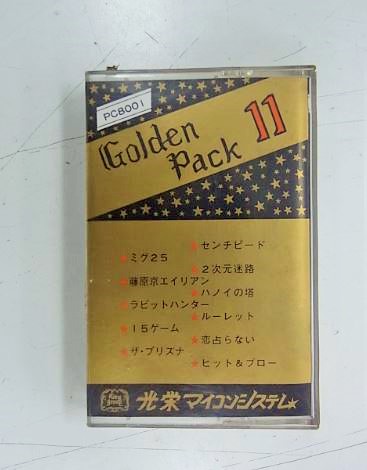 PC8001
Golden Pack 11
★ミグ25
★藤原京エイリアン
★ラビットハンター
★15ゲーム
★ザ・プリズナ
★センチピード
★2次元迷路
★ハノイの塔
★ルーレット
★恋占らない
★ヒット&ブロー
光栄マイコンシステム